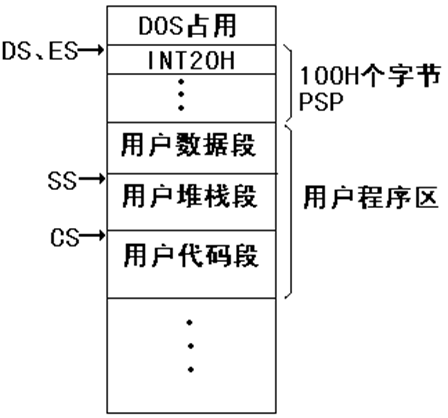 DOS占用
DS、ES
INT20H
100H个字节
PSP
用户数据段
SS
用户堆栈段
用户程序区
CS
用户代码段